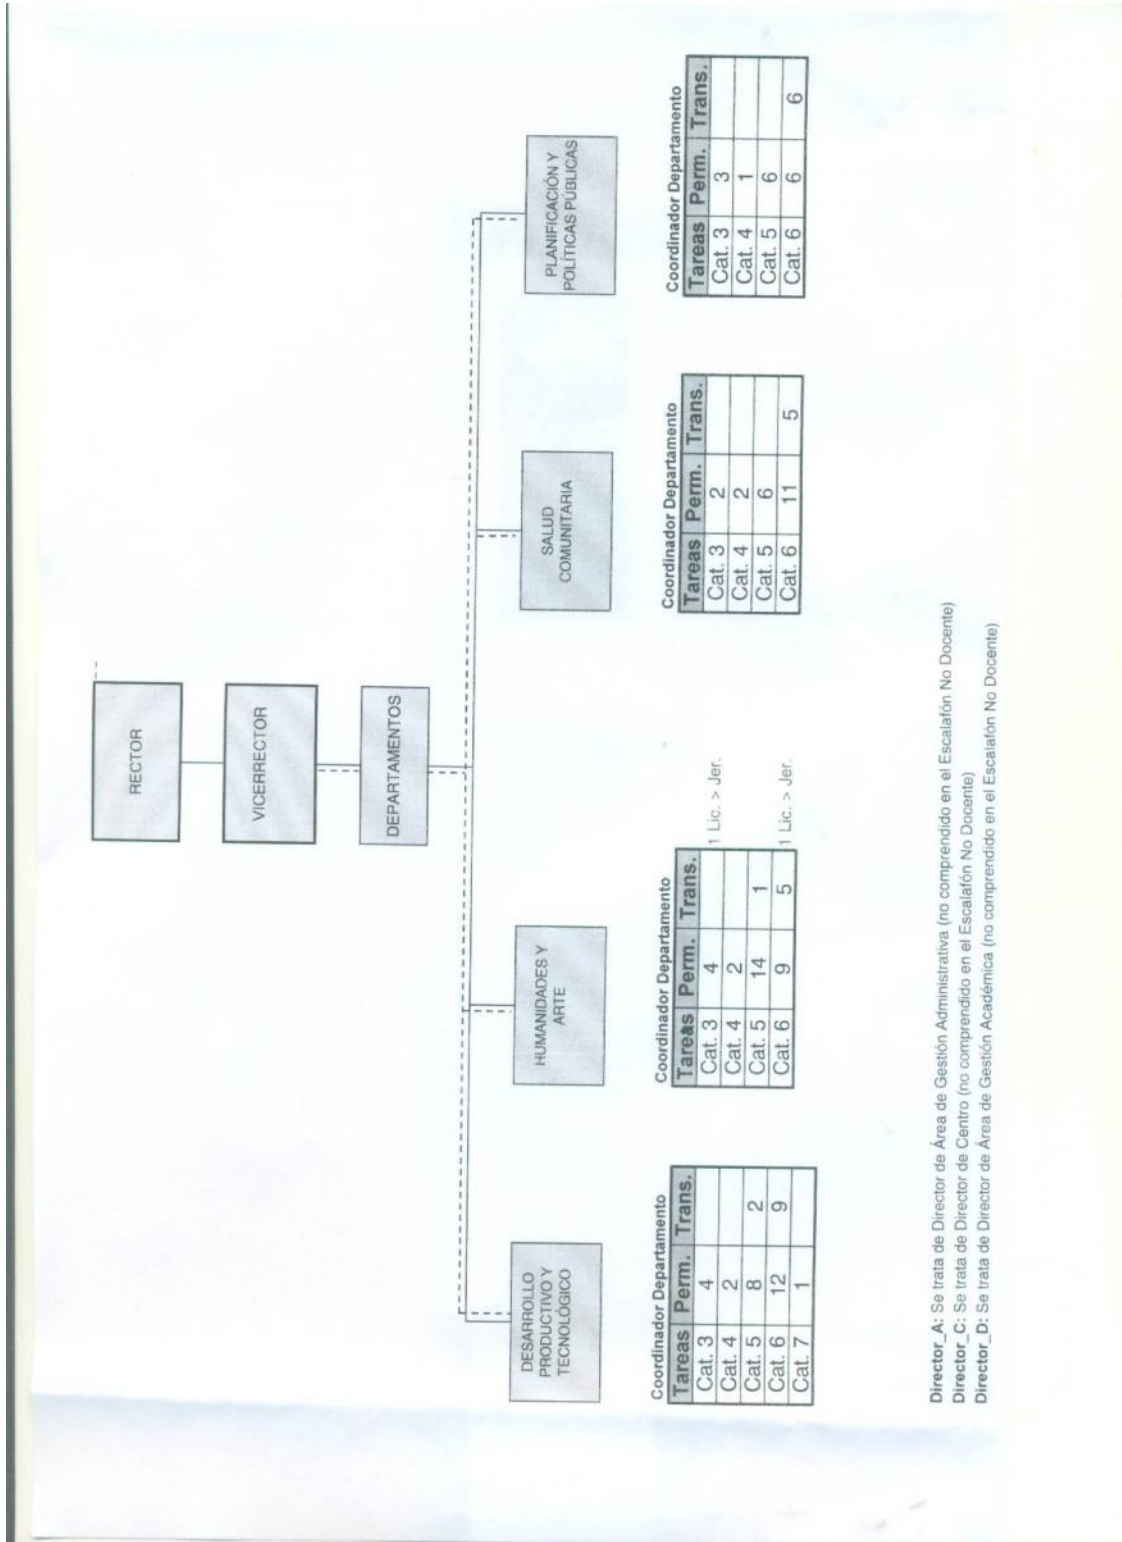 RECTOR
VICERRECTOR
DEPARTAMENTOS
DESARROLLO
PRODUCTIVO Y
TECNOLÓGICO
HUMANIDADES Y
ARTE
SALUD
COMUNITARIA
PLANIFICACIÓN Y
POLÍTICAS PÚBLICAS
Coordinador Departamento
Tareas Perm. Trans.
Cat. 3 4
Cat. 4 2
Cat. 5 8 2
Cat. 6 12 9
Cat. 7 1
Coordinador Departamento
Tareas Perm. Trans.
Cat. 3 4 1 Lic. > Jer.
Cat. 4 2
Cat. 5 14 1
Cat. 6 9 5 1 Lic. > Jer.
Coordinador Departamento
Tareas Perm. Trans.
Cat. 3 2
Cat. 4 2
Cat. 5 6
Cat. 6 11 5
Coordinador Departamento
Tareas Perm. Trans.
Cat. 3 3
Cat. 4 1
Cat. 5 6
Cat. 6 6 6
Director_A: Se trata de Director de Área de Gestión Administrativa (no comprendido en el Escalafón No Docente)
Director_C: Se trata de Director de Centro (no comprendido en el Escalafón No Docente)
Director_D: Se trata de Director de Área de Gestión Académica (no comprendido en el Escalafón No Docente)